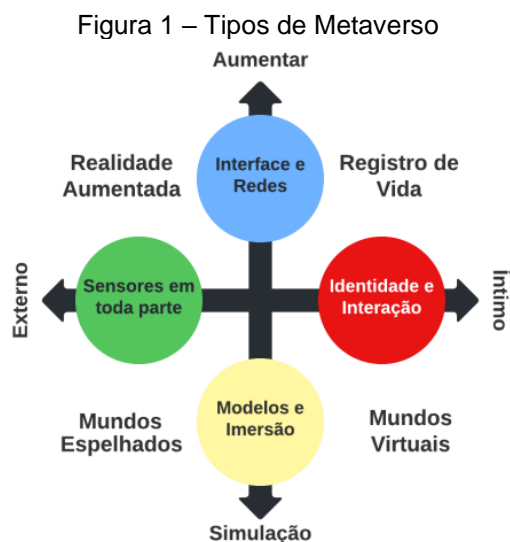 Figura 1 – Tipos de Metaverso
Aumentar
Realidade
Aumentada
Interface e
Redes
Registro de
Vida
Externo
Sensores em
toda parte
Identidade e
Interação
Íntimo
Mundos
Espelhados
Modelos e
Imersão
Mundos
Virtuais
Simulação